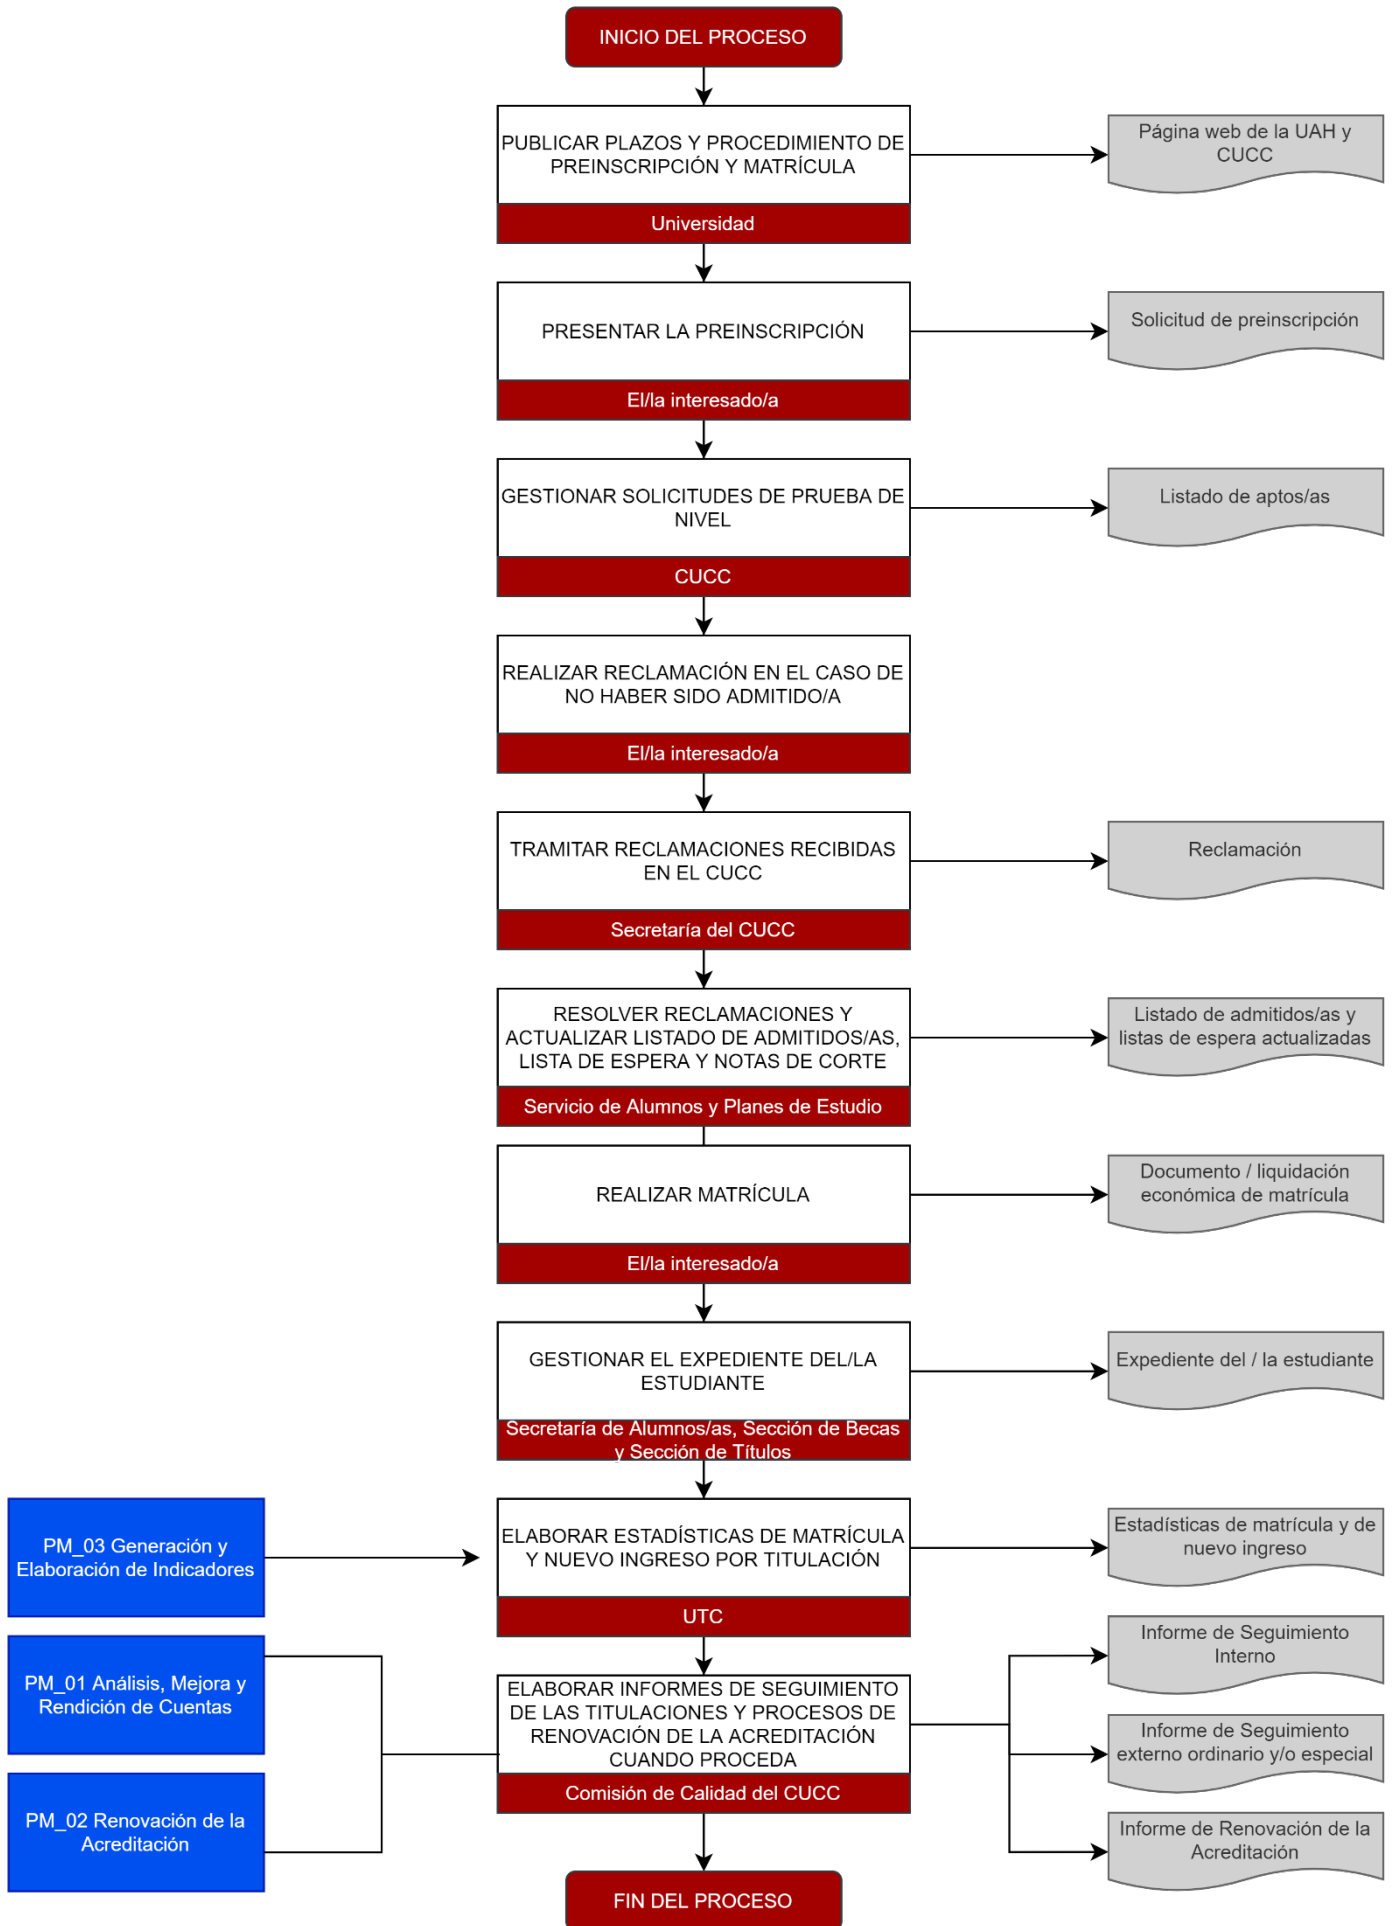 INICIO DEL PROCESO
PUBLICAR PLAZOS Y PROCEDIMIENTO DE
PREINSCRIPCIÓN Y MATRÍCULA
Universidad
Página web de la UAH y
CUCC
PRESENTAR LA PREINSCRIPCIÓN
El/la interesado/a
Solicitud de preinscripción
GESTIONAR SOLICITUDES DE PRUEBA DE
NIVEL
CUCC
Listado de aptos/as
REALIZAR RECLAMACIÓN EN EL CASO DE
NO HABER SIDO ADMITIDO/A
El/la interesado/a
TRAMITAR RECLAMACIONES RECIBIDAS
EN EL CUCC
Secretaría del CUCC
Reclamación
RESOLVER RECLAMACIONES Y
ACTUALIZAR LISTADO DE ADMITIDOS/AS,
LISTA DE ESPERA Y NOTAS DE CORTE
Servicio de Alumnos y Planes de Estudio
Listado de admitidos/as y
listas de espera actualizadas
REALIZAR MATRÍCULA
El/la interesado/a
Documento / liquidación
económica de matrícula
GESTIONAR EL EXPEDIENTE DEL/LA
ESTUDIANTE
Secretaría de Alumnos/as, Sección de Becas
y Sección de Títulos
Expediente del / la estudiante
PM_03 Generación y
Elaboración de Indicadores
ELABORAR ESTADÍSTICAS DE MATRÍCULA
Y NUEVO INGRESO POR TITULACIÓN
UTC
Estadísticas de matrícula y de
nuevo ingreso
PM_01 Análisis, Mejora y
Rendición de Cuentas
PM_02 Renovación de la
Acreditación
ELABORAR INFORMES DE SEGUIMIENTO
DE LAS TITULACIONES Y PROCESOS DE
RENOVACIÓN DE LA ACREDITACIÓN
CUANDO PROCEDA
Comisión de Calidad del CUCC
Informe de Seguimiento
Interno
Informe de Seguimiento
externo ordinario y/o especial
Informe de Renovación de la
Acreditación
FIN DEL PROCESO